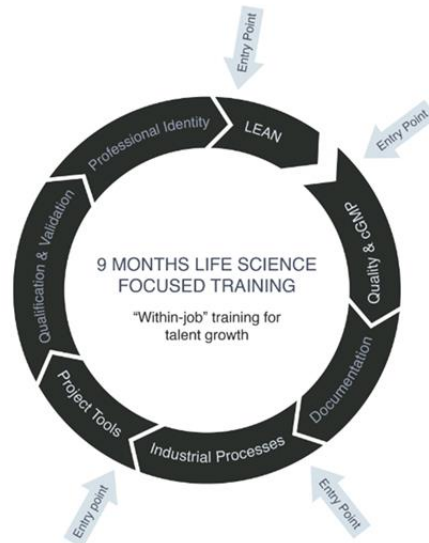 Entry Point
Entry Point
LEAN
Quality & cGMP
Documentation
Industrial Processes
Project Tools
Qualification & Validation
Professional Identity
9 MONTHS LIFE SCIENCE
FOCUSED TRAINING
“Within-job” training for
talent growth
Entry point
Entry Point